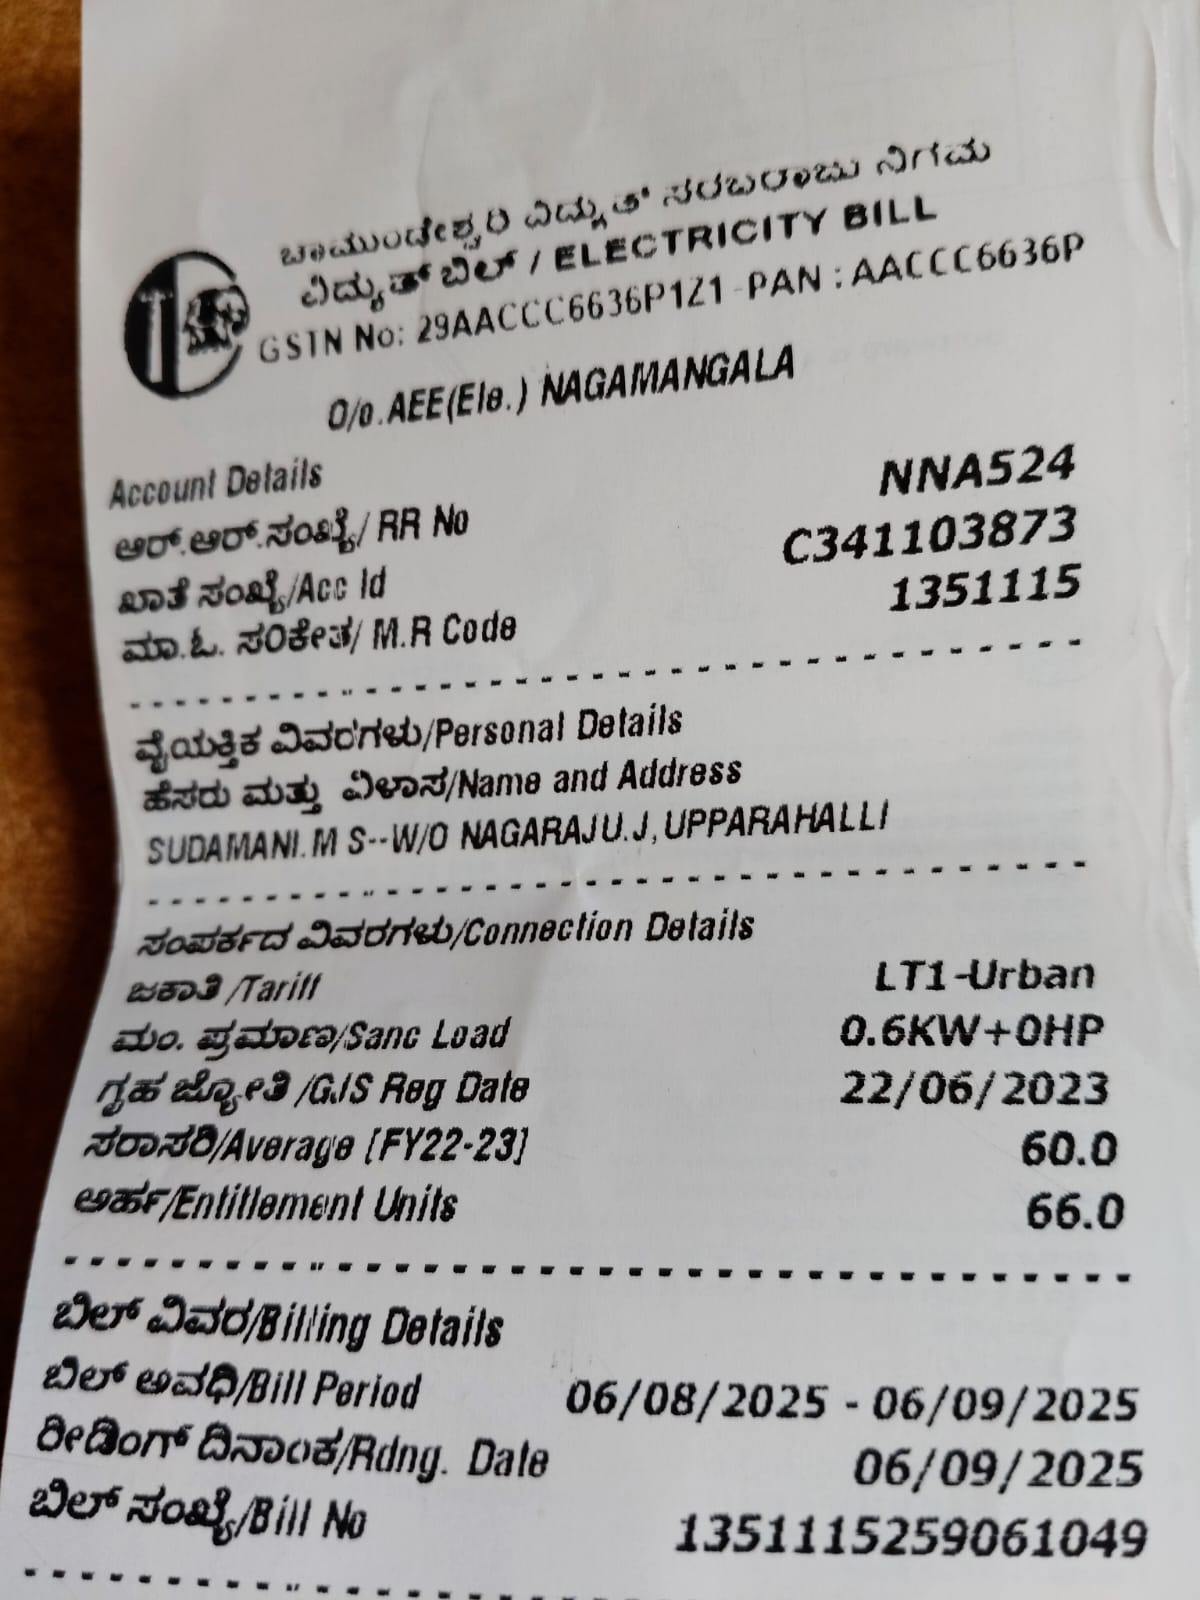 ಚಾಮುಂಡೇಶ್ವರಿ ವಿದ್ಯುತ್ ಸರಬರಾಜು ನಿಗಮ
ವಿದ್ಯುತ್ ಬಿಲ್ / ELECTRICITY BILL
GSTN No: 29AACCC6636P1Z1 -PAN : AACCC6636P
O/o.AEE(Ele.) NAGAMANGALA
Account Details
ಆರ್.ಆರ್.ಸಂಖ್ಯೆ/ RR No NNA524
ಖಾತೆ ಸಂಖ್ಯೆ/Acc Id C341103873
ಮಾ.ಓ. ಸಂಕೇತ/ M.R Code 1351115
ವೈಯಕ್ತಿಕ ವಿವರಗಳು/Personal Details
ಹೆಸರು ಮತ್ತು ವಿಳಾಸ/Name and Address
SUDAMANI.M S--W/O NAGARAJU.J,UPPARAHALLI
ಸಂಪರ್ಕದ ವಿವರಗಳು/Connection Details
ಜಕಾತಿ /Tariff LT1-Urban
ಮಂ. ಪ್ರಮಾಣ/Sanc Load 0.6KW+0HP
ಗೃಹ ಜ್ಯೋತಿ /GJS Reg Date 22/06/2023
ಸರಾಸರಿ/Average [FY22-23] 60.0
ಅರ್ಹ/Entitlement Units 66.0
ಬಿಲ್ ವಿವರ/Billing Details
ಬಿಲ್ ಅವಧಿ/Bill Period 06/08/2025 - 06/09/2025
ರೀಡಿಂಗ್ ದಿನಾಂಕ/Rdng. Date 06/09/2025
ಬಿಲ್ ಸಂಖ್ಯೆ/Bill No 1351115259061049